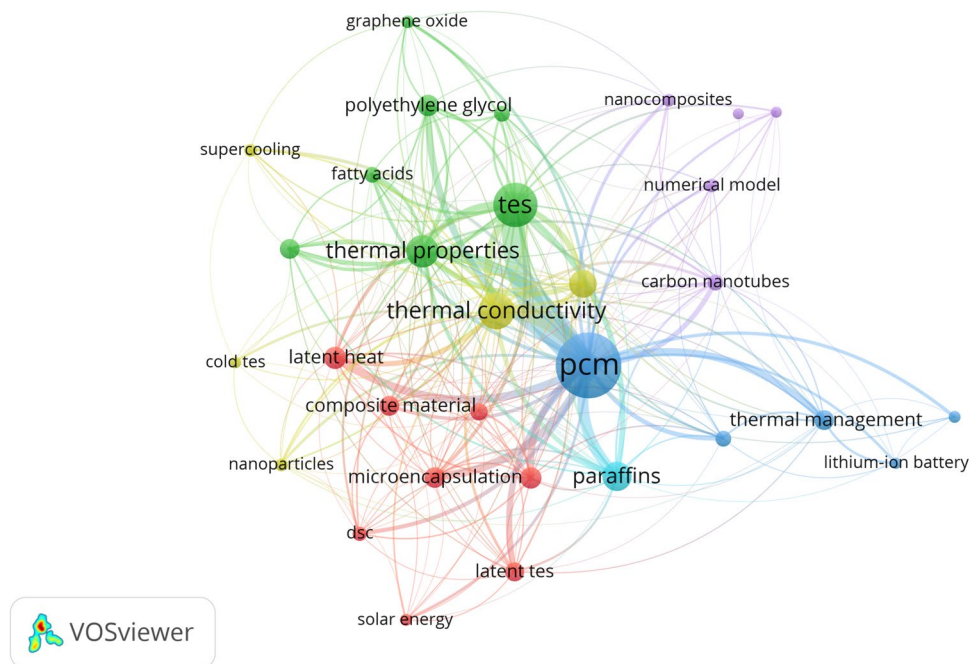 graphene oxide
nanocomposites
polyethylene glycol
supercooling
fatty acids
numerical model
tes
thermal properties
carbon nanotubes
thermal conductivity
cold tes
latent heat
pcm
composite material
thermal management
nanoparticles
lithium-ion battery
microencapsulation
paraffins
dsc
latent tes
solar energy
VOSviewer